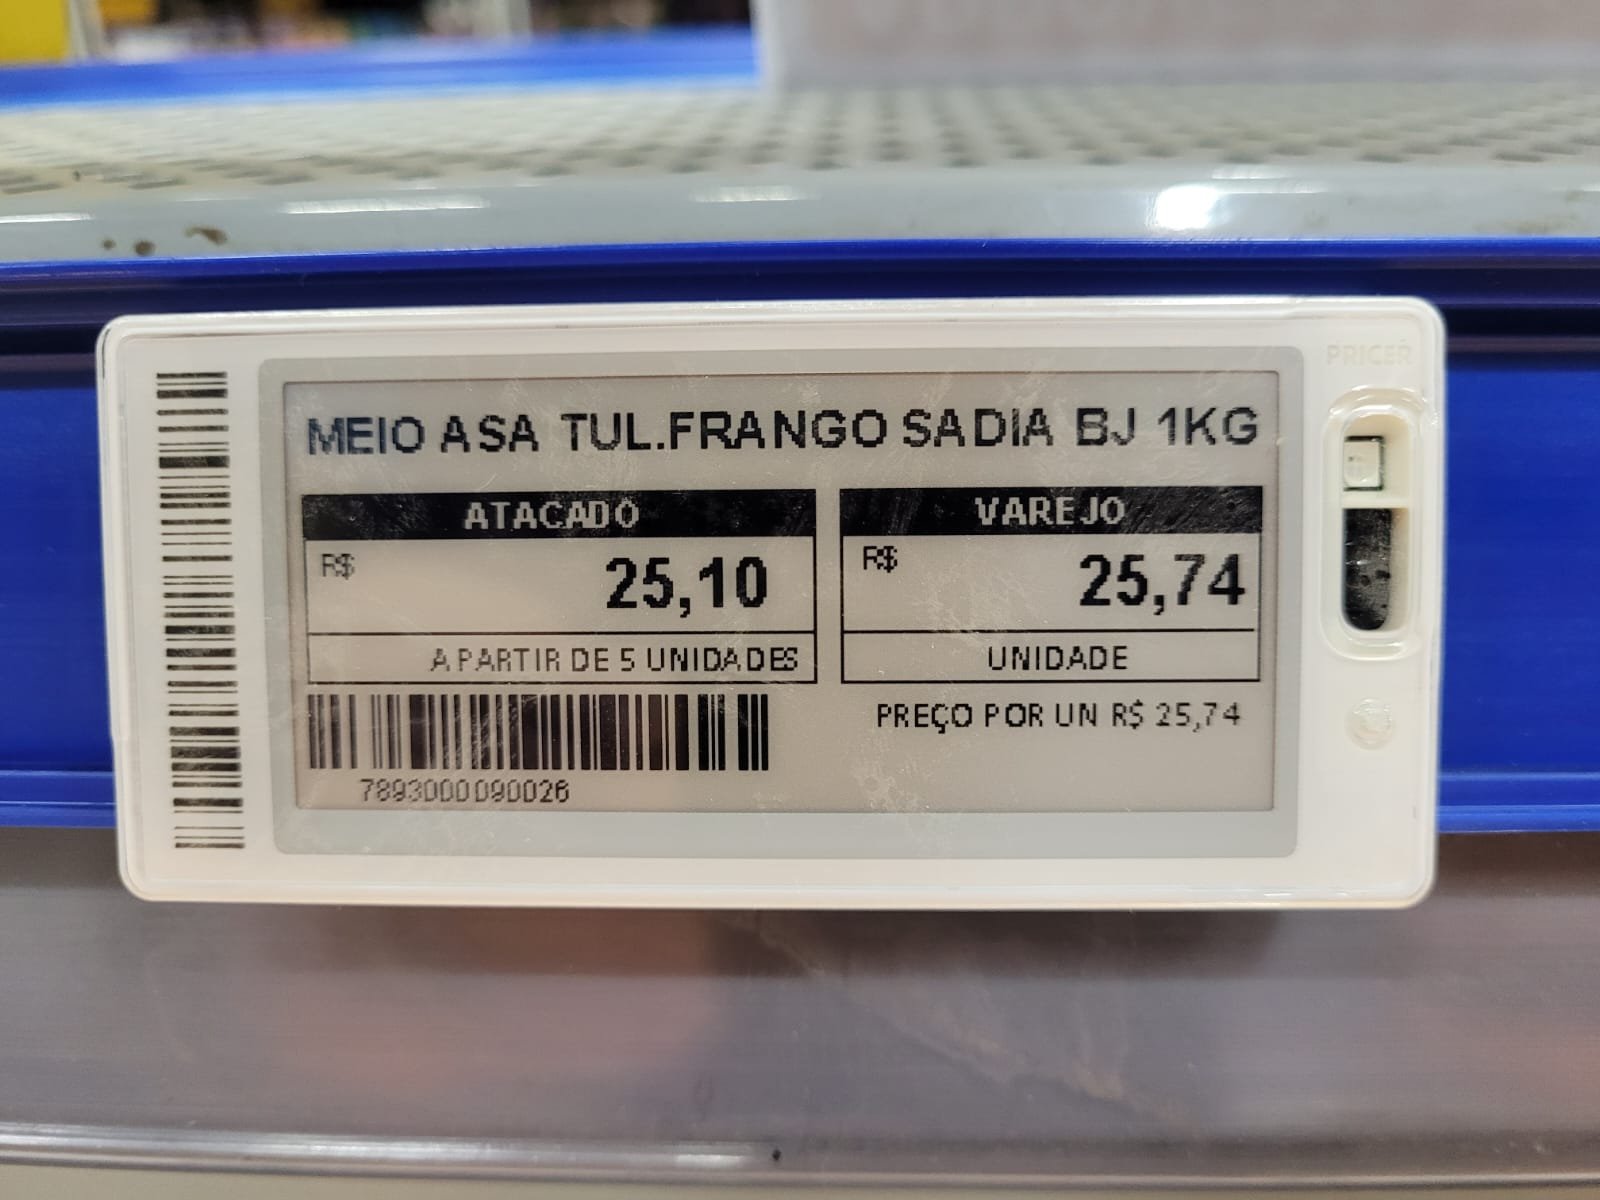 PRICER
MEIO ASA TUL.FRANGO SADIA BJ 1KG
ATACADO
R$ 25,10
A PARTIR DE 5 UNIDADES
VAREJO
R$ 25,74
UNIDADE
7893000090026
PREÇO POR UN R$ 25,74